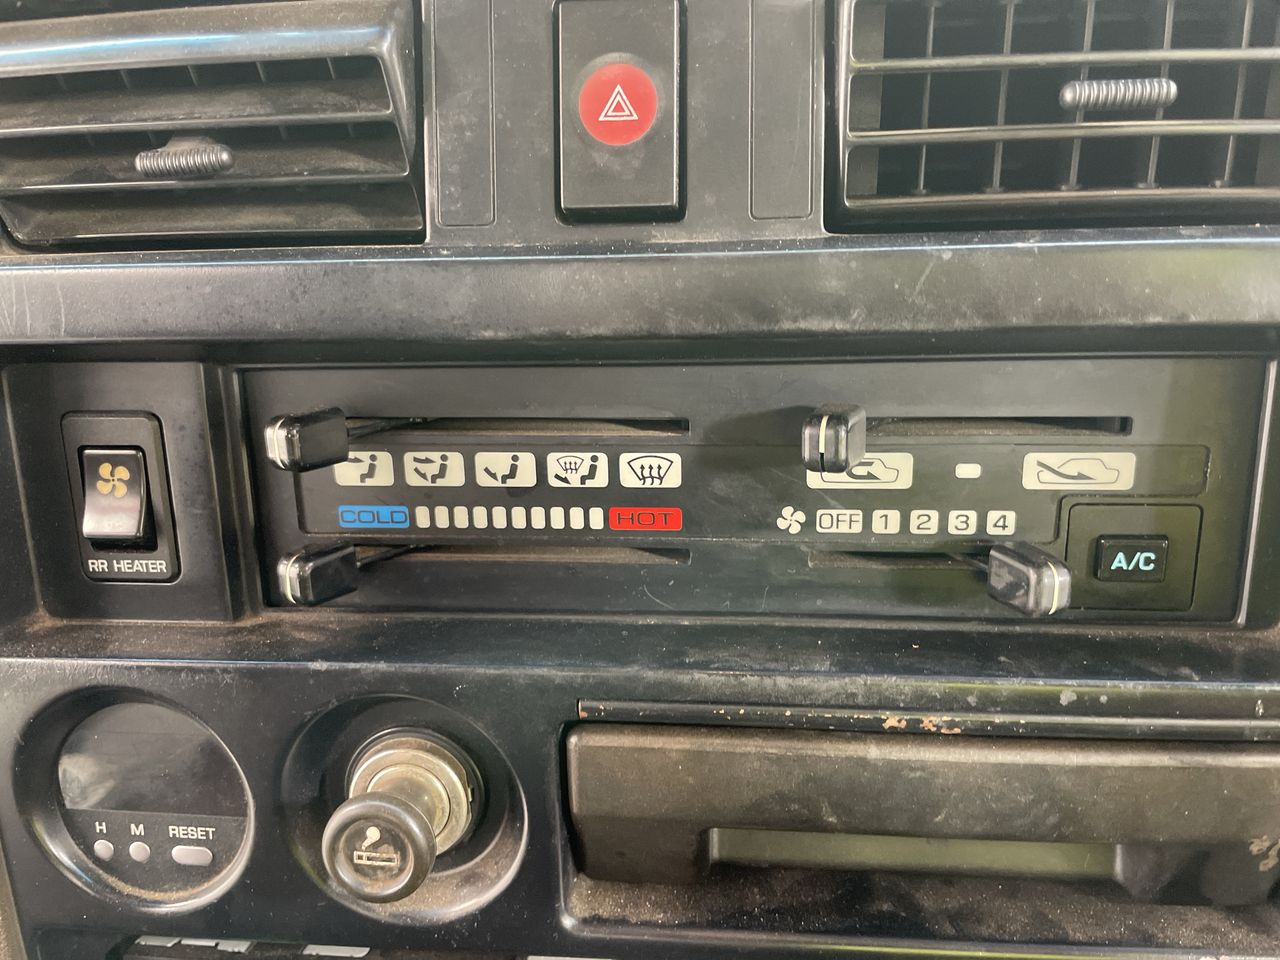 COLD HOT OFF 1 2 3 4
RR HEATER
A/C
H M RESET